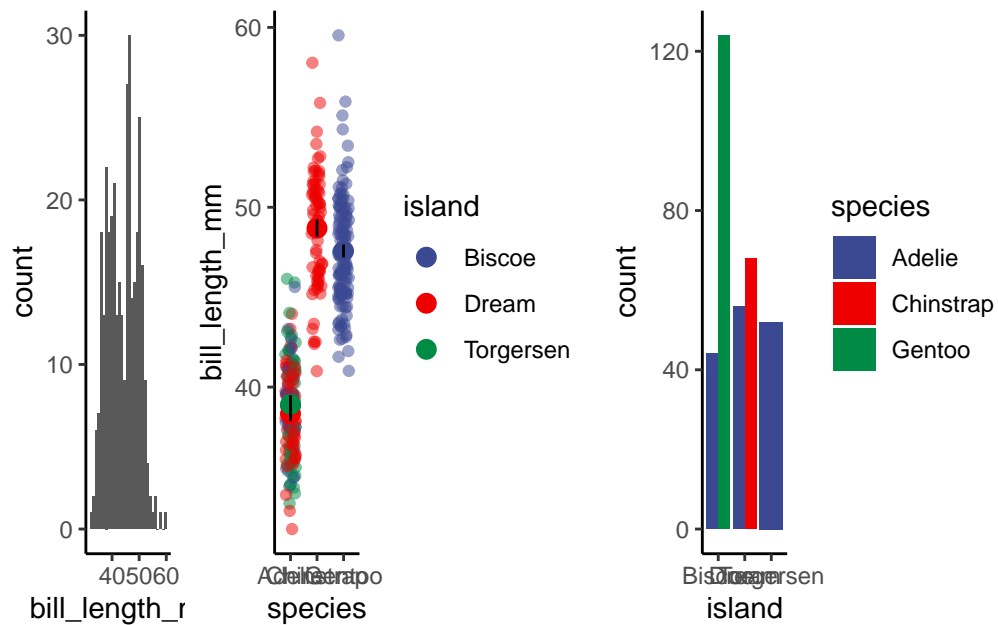 count
30
20
10
0
405060
bill_length_r
bill_length_mm
60
50
40
species
island
Biscoe
Dream
Torgersen
count
120
80
40
0
island
species
Adelie
Chinstrap
Gentoo